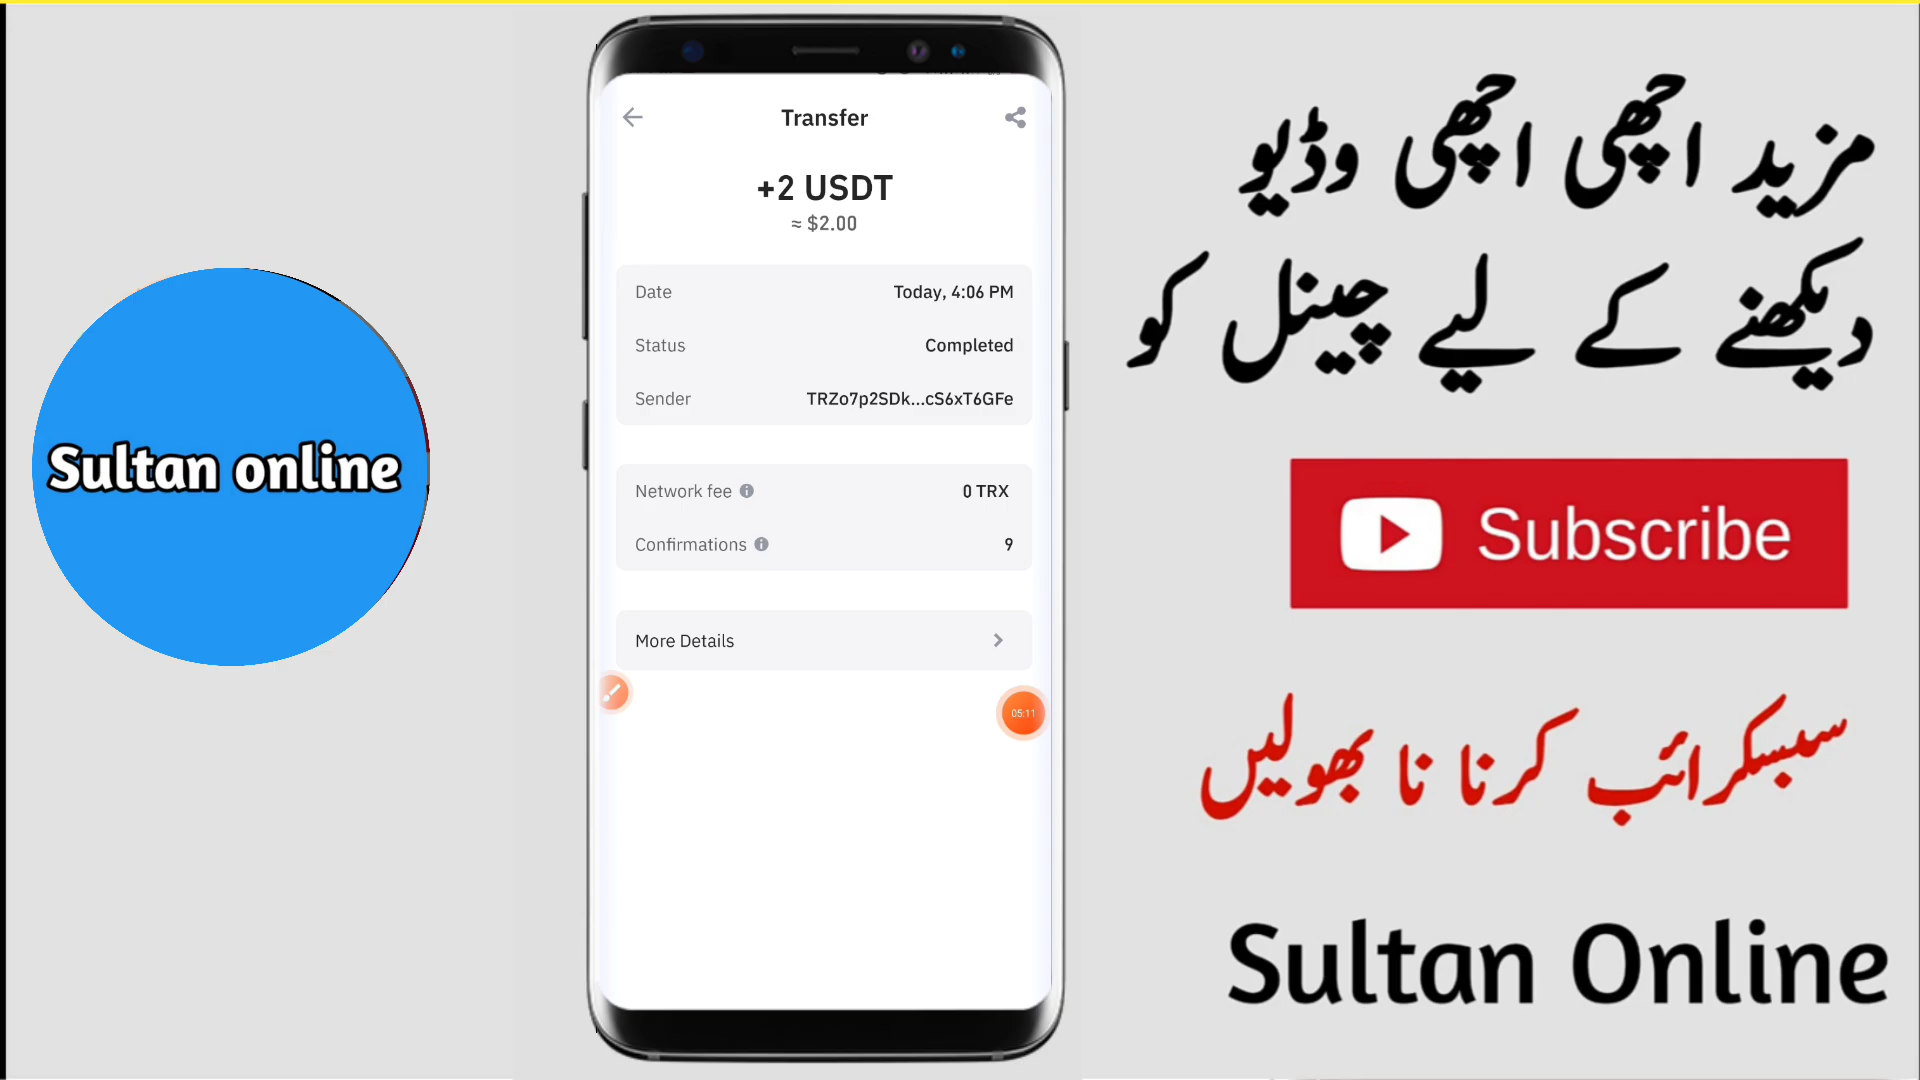 Sultan online
Transfer
+2 USDT
≈ $2.00
Date Today, 4:06 PM
Status Completed
Sender TRZo7p2SDk...cS6xT6GFe
Network fee 0 TRX
Confirmations 9
More Details
05:11
مزید اچھی اچھی وڈیو
دیکھنے کے لیے چینل کو
Subscribe
سبسکرائب کرنا نا بھولیں
Sultan Online